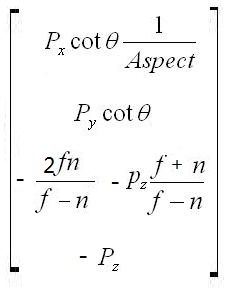 P_x cot θ 1/Aspect
P_y cot θ
- 2fn/(f - n) - p_z (f + n)/(f - n)
- P_z